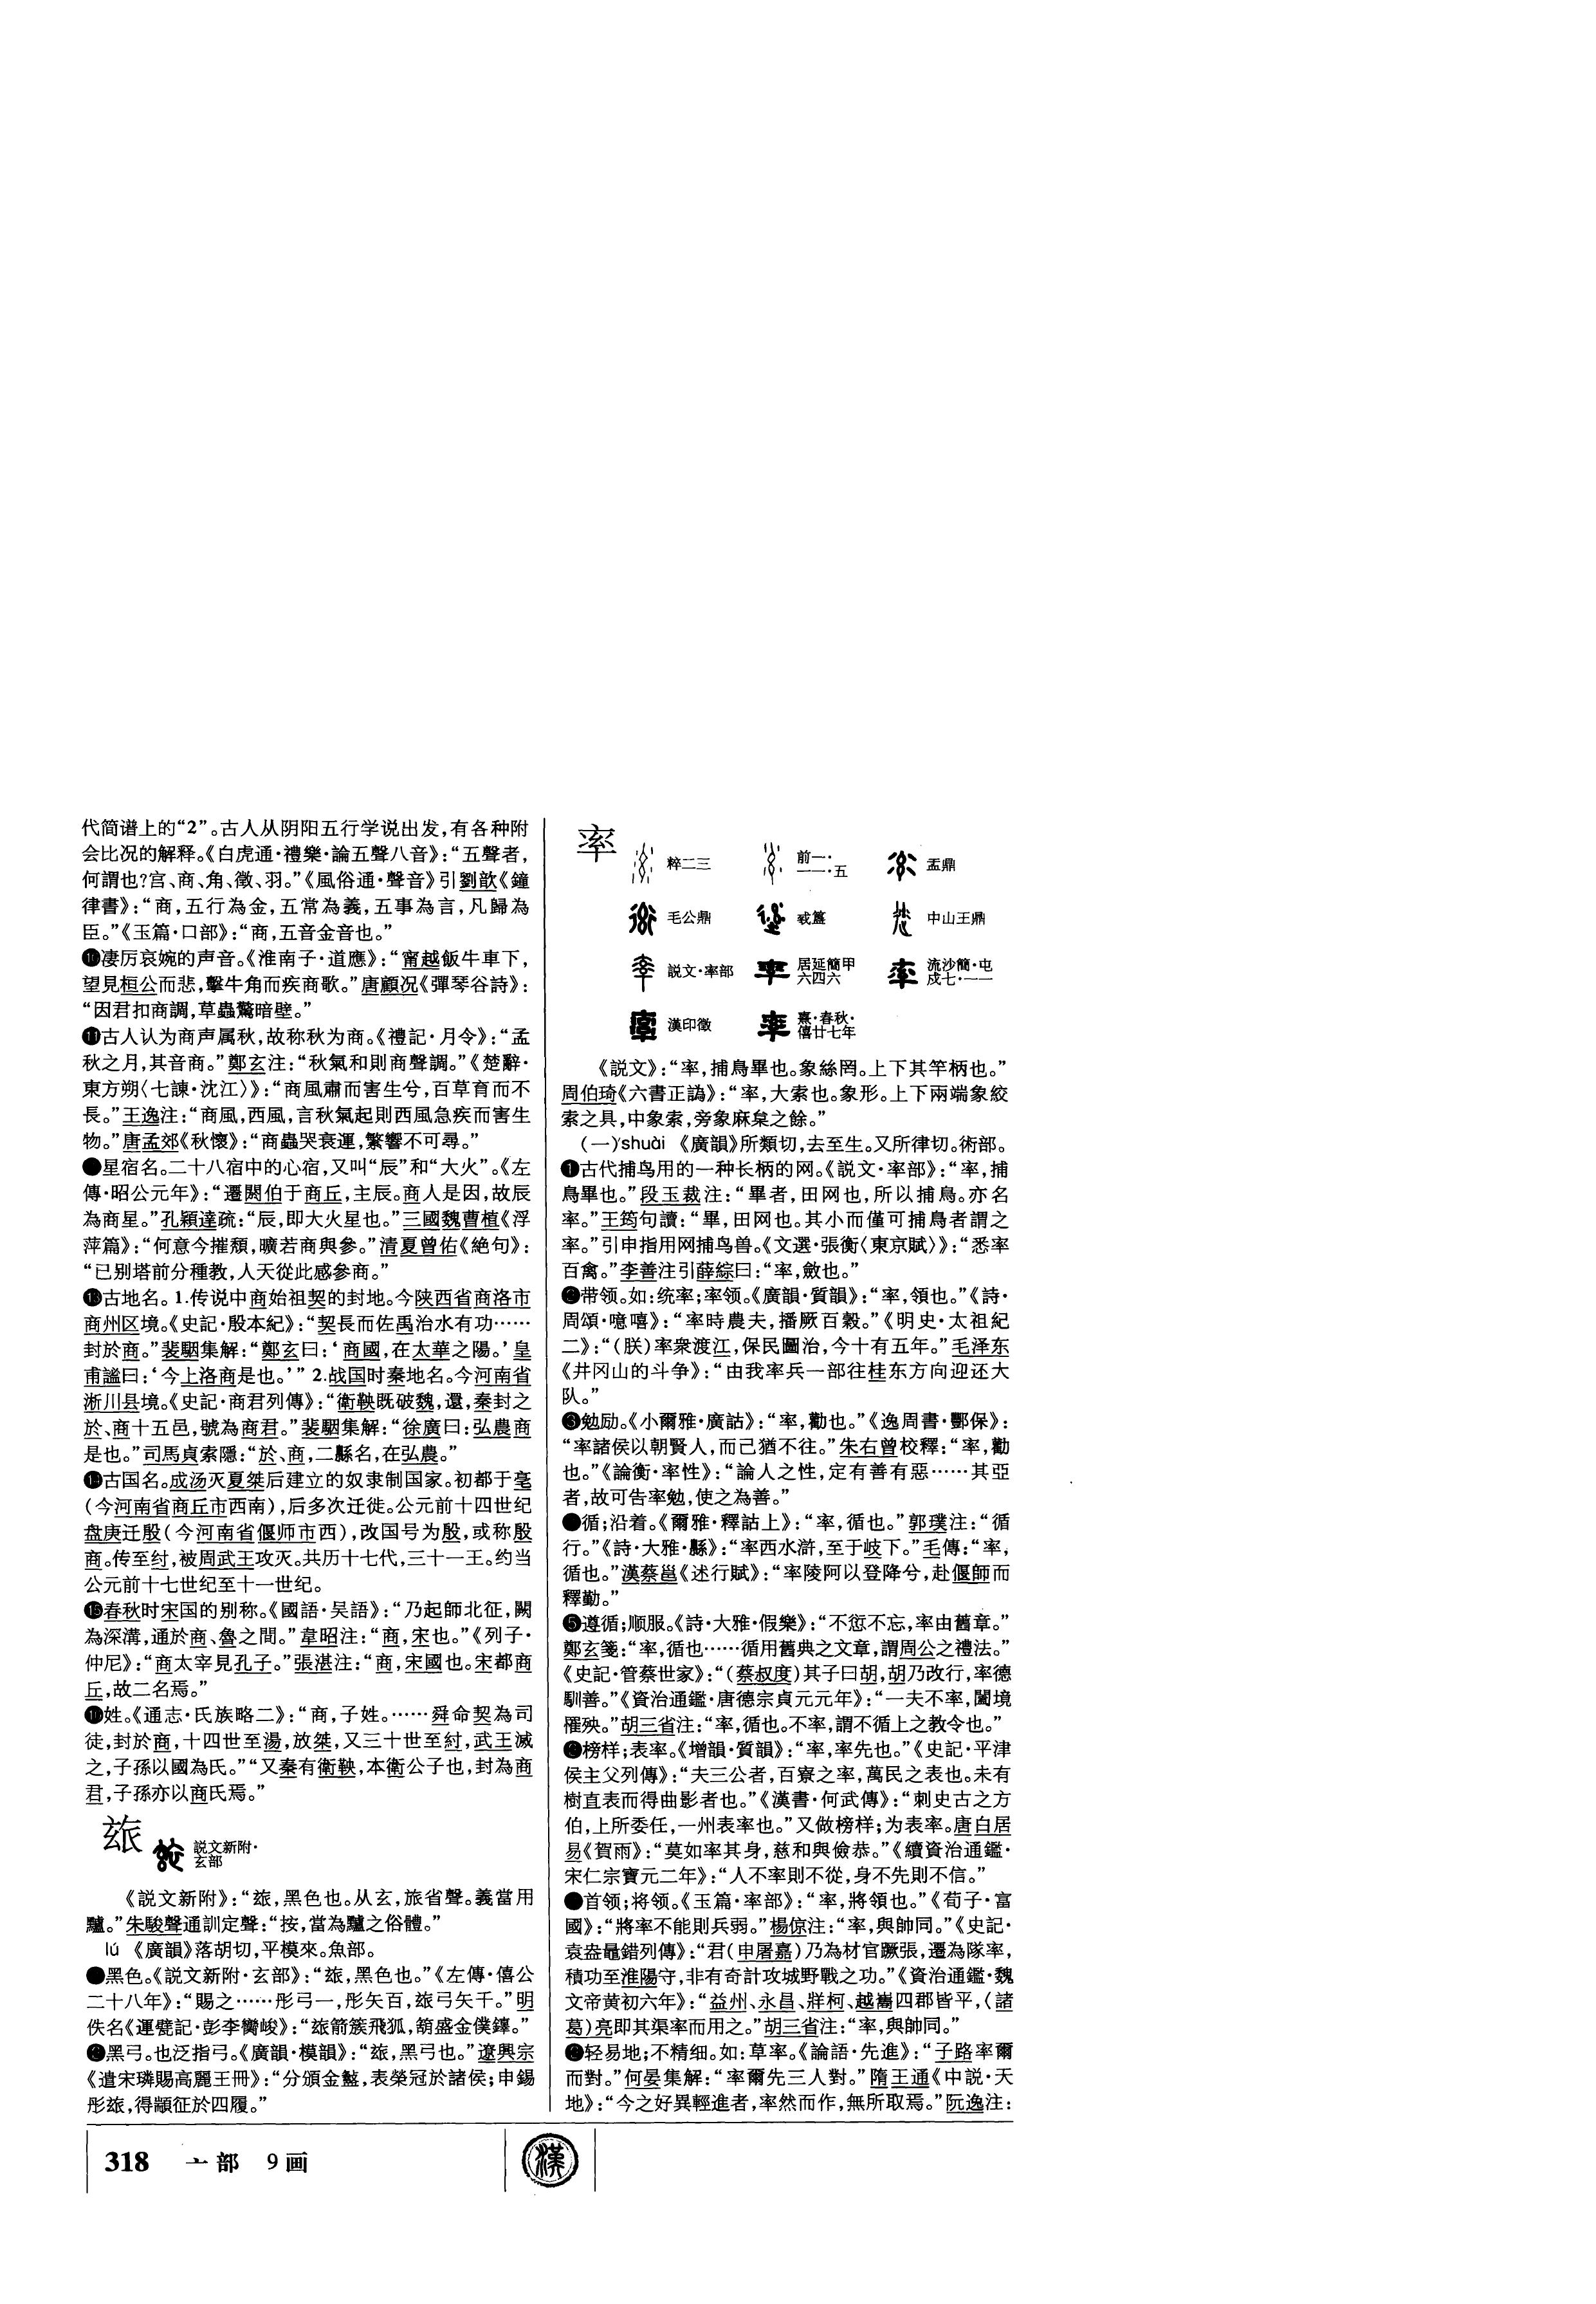 代简谱上的“2”。古人从阴阳五行学说出发,有各种附
会比况的解释。《白虎通·禮樂·論五聲八音》:“五聲者,
何謂也?宫、商、角、徵、羽。”《風俗通·聲音》引劉歆《鐘
律書》:“商,五行為金,五常為義,五事為言,凡歸為
臣。”《玉篇·口部》:“商,五音金音也。”
❿凄厉哀婉的声音。《淮南子·道應》:“甯越飯牛車下,
望見桓公而悲,擊牛角而疾商歌。”唐顧况《彈琴谷詩》:
“因君扣商調,草蟲驚暗壁。”
⓫古人认为商声属秋,故称秋为商。《禮記·月令》:“孟
秋之月,其音商。”鄭玄注:“秋氣和則商聲調。”《楚辭·
東方朔〈七諫·沈江〉》:“商風肅而害生兮,百草育而不
長。”王逸注:“商風,西風,言秋氣起則西風急疾而害生
物。”唐孟郊《秋懷》:“商蟲哭衰運,繁響不可尋。”
●星宿名。二十八宿中的心宿,又叫“辰”和“大火”。《左
傳·昭公元年》:“遷閼伯于商丘,主辰。商人是因,故辰
為商星。”孔穎達疏:“辰,即大火星也。”三國魏曹植《浮
萍篇》:“何意今摧頹,曠若商與參。”清夏曾佑《絶句》:
“已别塔前分種教,人天從此感參商。”
⓭古地名。1.传说中商始祖契的封地。今陕西省商洛市
商州区境。《史記·殷本紀》:“契長而佐禹治水有功……
封於商。”裴駰集解:“鄭玄曰:‘商國,在太華之陽。’皇
甫謐曰:‘今上洛商是也。’”2.战国时秦地名。今河南省
淅川县境。《史記·商君列傳》:“衛鞅既破魏,還,秦封之
於、商十五邑,號為商君。”裴駰集解:“徐廣曰:弘農商
是也。”司馬貞索隱:“於、商,二縣名,在弘農。”
⓮古国名。成汤灭夏桀后建立的奴隶制国家。初都于亳
(今河南省商丘市西南),后多次迁徙。公元前十四世纪
盘庚迁殷(今河南省偃师市西),改国号为殷,或称殷
商。传至纣,被周武王攻灭。共历十七代,三十一王。约当
公元前十七世纪至十一世纪。
⓯春秋时宋国的别称。《國語·吴語》:“乃起師北征,闕
為深溝,通於商、魯之間。”韋昭注:“商,宋也。”《列子·
仲尼》:“商太宰見孔子。”張湛注:“商,宋國也。宋都商
丘,故二名焉。”
⓰姓。《通志·氏族略二》:“商,子姓。……舜命契為司
徒,封於商,十四世至湯,放桀,又三十世至紂,武王滅
之,子孫以國為氏。”“又秦有衛鞅,本衛公子也,封為商
君,子孫亦以商氏焉。”
玈
説文新附·
玄部
《説文新附》:“玈,黑色也。从玄,旅省聲。義當用
驢。”朱駿聲通訓定聲:“按,當為驢之俗體。”
lú 《廣韻》落胡切,平模來。魚部。
●黑色。《説文新附·玄部》:“玈,黑色也。”《左傳·僖公
二十八年》:“賜之……彤弓一,彤矢百,玈弓矢千。”明
佚名《運甓記·彭李鬩峻》:“玈箭簇飛狐,箶盛金僕鏄。”
❷黑弓。也泛指弓。《廣韻·模韻》:“玈,黑弓也。”遼興宗
《遣宋璘賜高麗王冊》:“分頒金盭,表榮冠於諸侯;申錫
彤玈,得顓征於四履。”
率
粹二三
前一·
一一·五
盂鼎
毛公鼎
㦰簋
中山王鼎
説文·率部
居延簡甲
六四六
流沙簡·屯
戍七·一一
漢印徵
熹·春秋·
僖廿七年
《説文》:“率,捕鳥畢也。象絲罔。上下其竿柄也。”
周伯琦《六書正譌》:“率,大索也。象形。上下兩端象絞
索之具,中象索,旁象麻枲之餘。”
(一)shuài 《廣韻》所類切,去至生。又所律切。術部。
❶古代捕鸟用的一种长柄的网。《説文·率部》:“率,捕
鳥畢也。”段玉裁注:“畢者,田网也,所以捕鳥。亦名
率。”王筠句讀:“畢,田网也。其小而僅可捕鳥者謂之
率。”引申指用网捕鸟兽。《文選·張衡〈東京賦〉》:“悉率
百禽。”李善注引薛綜曰:“率,斂也。”
❷带领。如:统率;率领。《廣韻·質韻》:“率,領也。”《詩·
周頌·噫嘻》:“率時農夫,播厥百穀。”《明史·太祖紀
二》:“(朕)率衆渡江,保民圖治,今十有五年。”毛泽东
《井冈山的斗争》:“由我率兵一部往桂东方向迎还大
队。”
❸勉励。《小爾雅·廣詁》:“率,勸也。”《逸周書·酆保》:
“率諸侯以朝賢人,而己猶不往。”朱右曾校釋:“率,勸
也。”《論衡·率性》:“論人之性,定有善有惡……其亞
者,故可告率勉,使之為善。”
●循;沿着。《爾雅·釋詁上》:“率,循也。”郭璞注:“循
行。”《詩·大雅·緜》:“率西水滸,至于岐下。”毛傳:“率,
循也。”漢蔡邕《述行賦》:“率陵阿以登降兮,赴偃師而
釋勤。”
❺遵循;顺服。《詩·大雅·假樂》:“不愆不忘,率由舊章。”
鄭玄箋:“率,循也……循用舊典之文章,謂周公之禮法。”
《史記·管蔡世家》:“(蔡叔度)其子曰胡,胡乃改行,率德
馴善。”《資治通鑑·唐德宗貞元元年》:“一夫不率,闔境
罹殃。”胡三省注:“率,循也。不率,謂不循上之教令也。”
❻榜样;表率。《增韻·質韻》:“率,率先也。”《史記·平津
侯主父列傳》:“夫三公者,百寮之率,萬民之表也。未有
樹直表而得曲影者也。”《漢書·何武傳》:“刺史古之方
伯,上所委任,一州表率也。”又做榜样;为表率。唐白居
易《賀雨》:“莫如率其身,慈和與儉恭。”《續資治通鑑·
宋仁宗寶元二年》:“人不率則不從,身不先則不信。”
●首领;将领。《玉篇·率部》:“率,將領也。”《荀子·富
國》:“將率不能則兵弱。”楊倞注:“率,與帥同。”《史記·
袁盎鼂錯列傳》:“君(申屠嘉)乃為材官蹶張,遷為隊率,
積功至淮陽守,非有奇計攻城野戰之功。”《資治通鑑·魏
文帝黄初六年》:“益州、永昌、牂柯、越巂四郡皆平,(諸
葛)亮即其渠率而用之。”胡三省注:“率,與帥同。”
❽轻易地;不精细。如:草率。《論語·先進》:“子路率爾
而對。”何晏集解:“率爾先三人對。”隋王通《中説·天
地》:“今之好異輕進者,率然而作,無所取焉。”阮逸注:
318 亠部 9画
漢